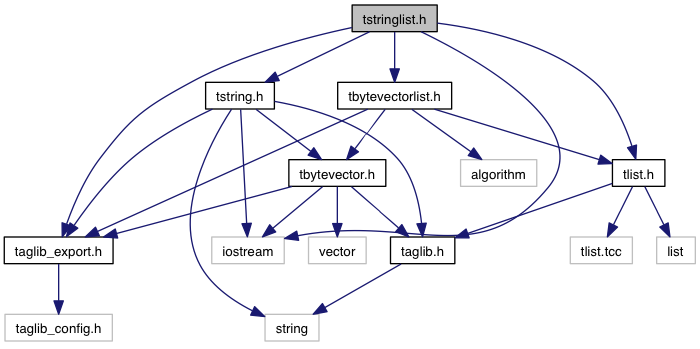 tstringlist.h
tstring.h
tbytevectorlist.h
tbytevector.h
algorithm
tlist.h
taglib_export.h
iostream
vector
taglib.h
tlist.tcc
list
taglib_config.h
string